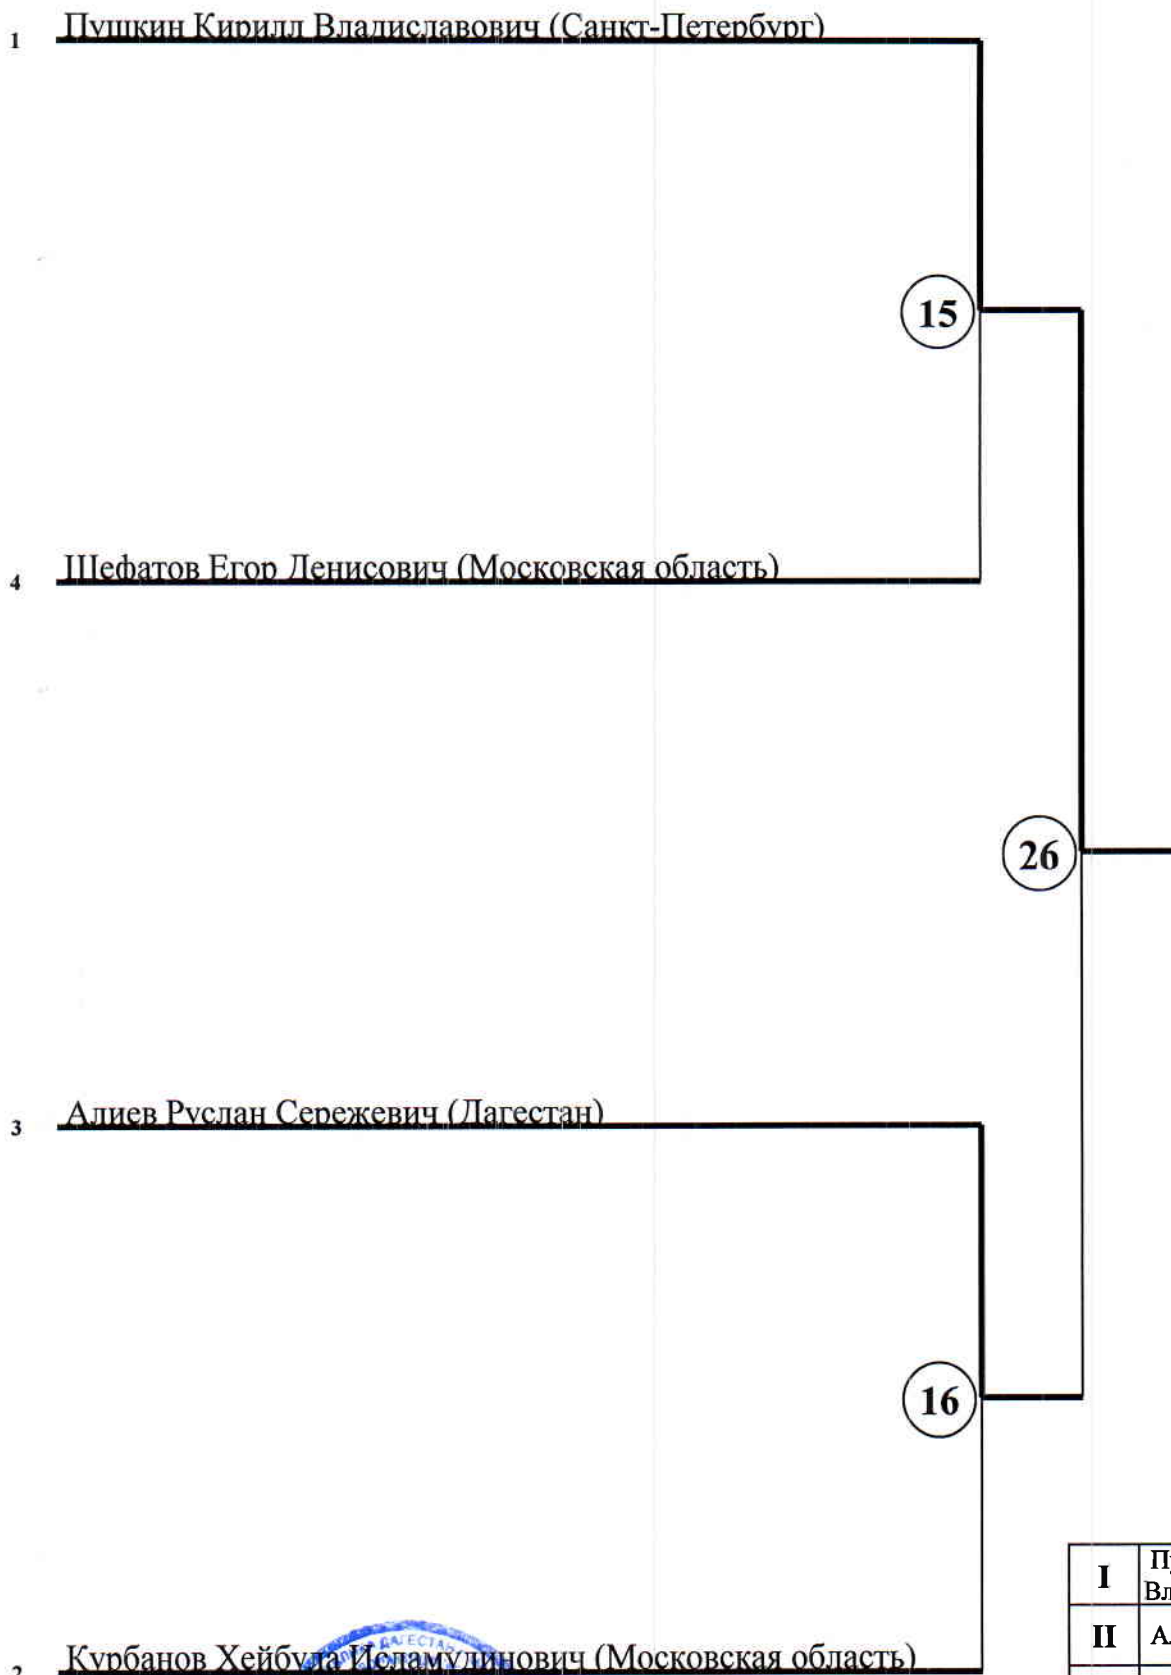 1 Пушкин Кирилл Владиславович (Санкт-Петербург)
15
4 Шефатов Егор Денисович (Московская область)
26
3 Алиев Руслан Сережевич (Дагестан)
16
I
II
2 Курбанов Хейбула Исламудинович (Московская область)